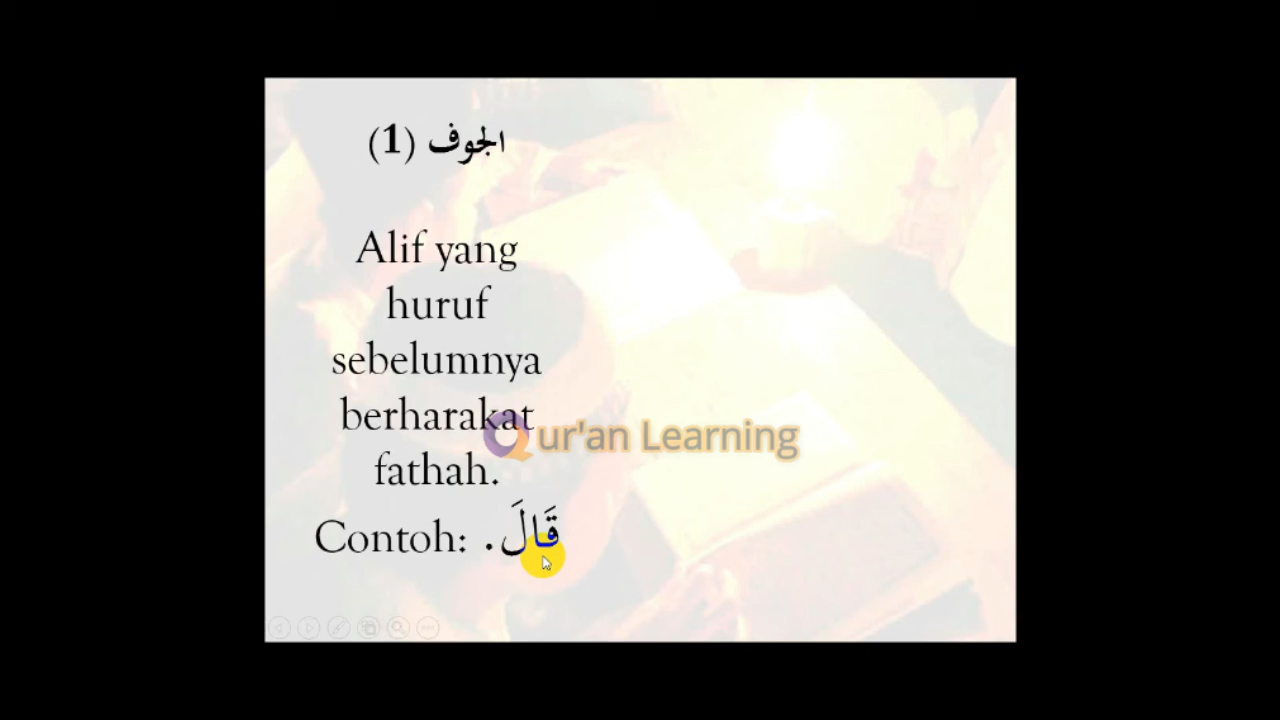 الجوف (1)
Alif yang
huruf
sebelumnya
berharakat
fathah.
Contoh: قَالَ.
Qur'an Learning